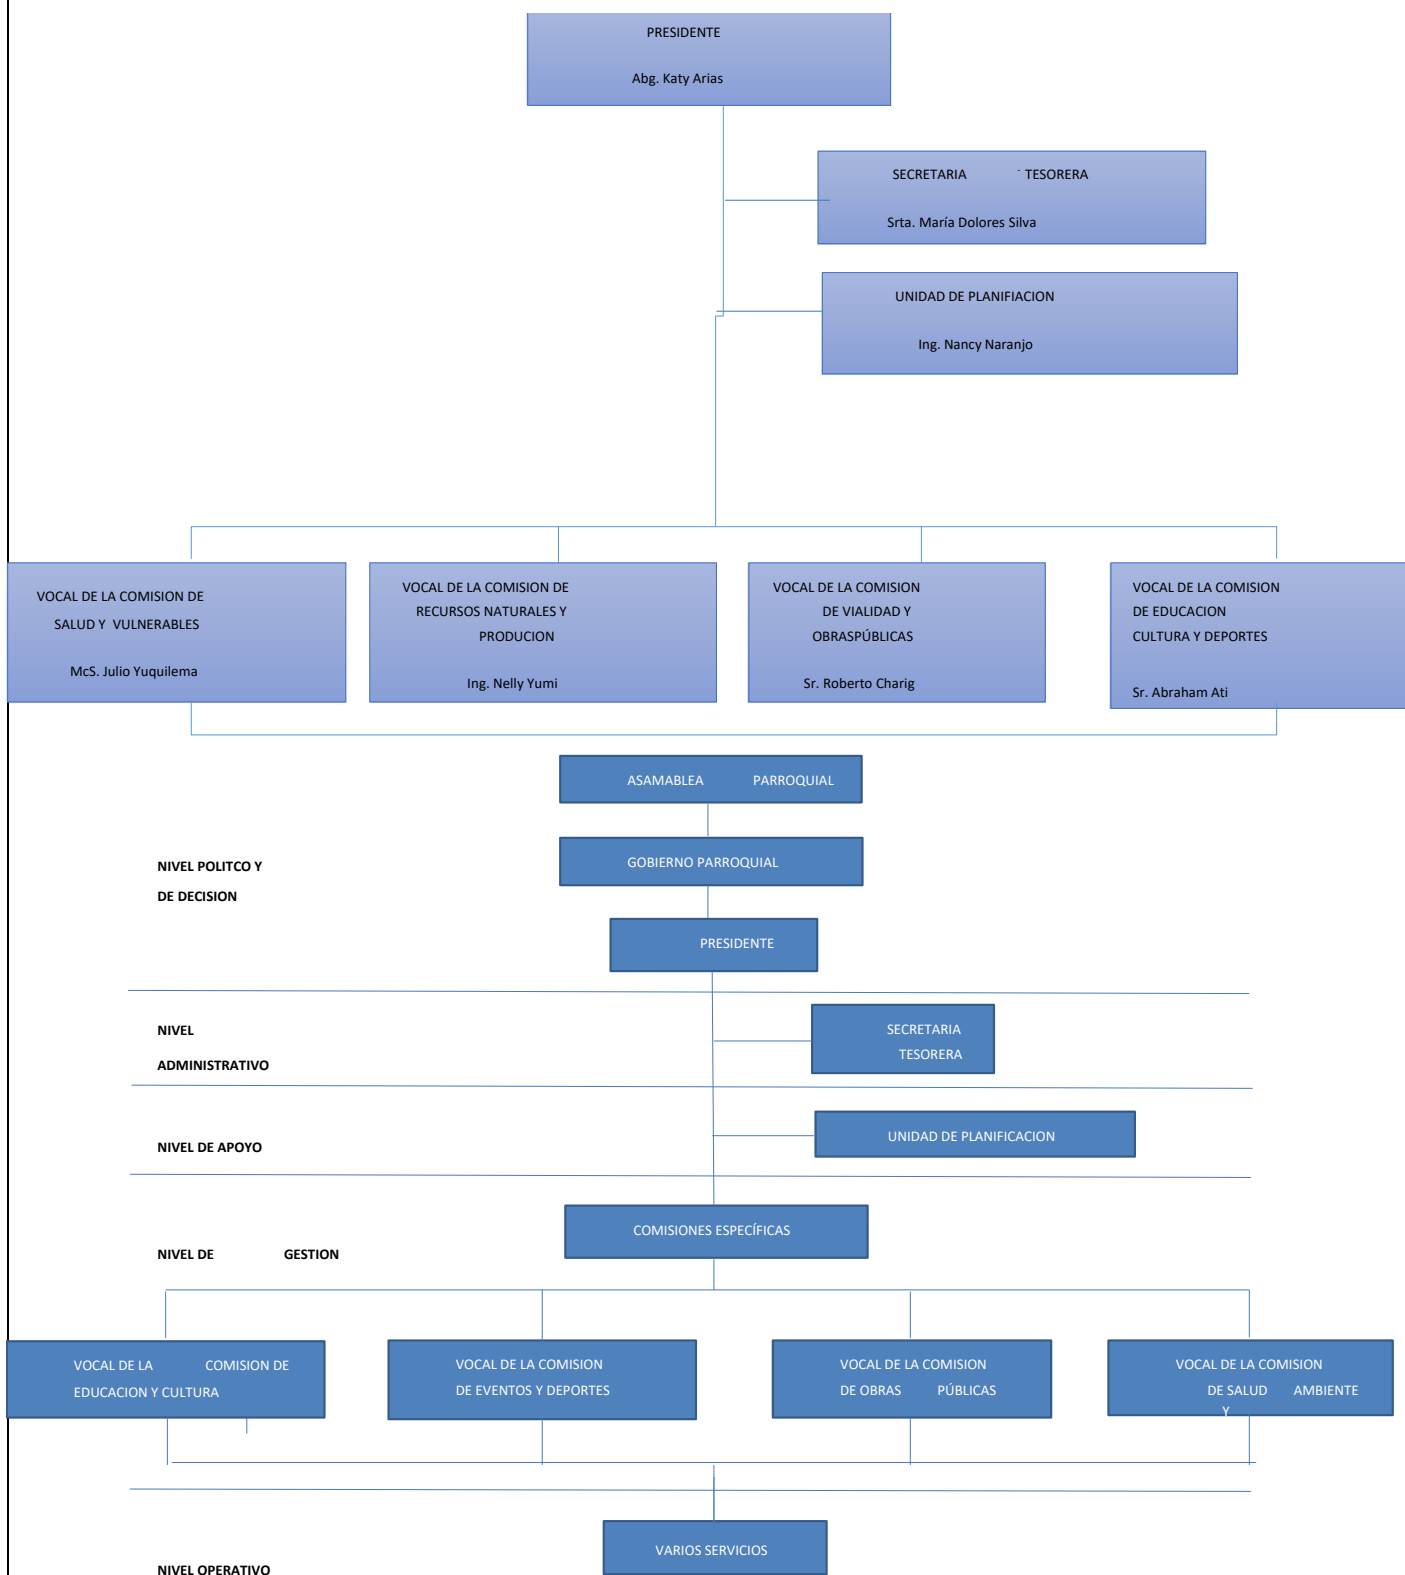 PRESIDENTE
Abg. Katy Arias
SECRETARIA - TESORERA
Srta. María Dolores Silva
UNIDAD DE PLANIFIACION
Ing. Nancy Naranjo
VOCAL DE LA COMISION DE
SALUD Y VULNERABLES
McS. Julio Yuquilema
VOCAL DE LA COMISION DE
RECURSOS NATURALES Y
PRODUCION
Ing. Nelly Yumi
VOCAL DE LA COMISION
DE VIALIDAD Y
OBRASPÚBLICAS
Sr. Roberto Charig
VOCAL DE LA COMISION
DE EDUCACION
CULTURA Y DEPORTES
Sr. Abraham Ati
ASAMABLEA PARROQUIAL
NIVEL POLITCO Y
DE DECISION
GOBIERNO PARROQUIAL
PRESIDENTE
NIVEL
ADMINISTRATIVO
SECRETARIA
TESORERA
NIVEL DE APOYO
UNIDAD DE PLANIFICACION
COMISIONES ESPECÍFICAS
NIVEL DE GESTION
VOCAL DE LA COMISION DE
EDUCACION Y CULTURA
VOCAL DE LA COMISION
DE EVENTOS Y DEPORTES
VOCAL DE LA COMISION
DE OBRAS PÚBLICAS
VOCAL DE LA COMISION
DE SALUD AMBIENTE
Y
VARIOS SERVICIOS
NIVEL OPERATIVO